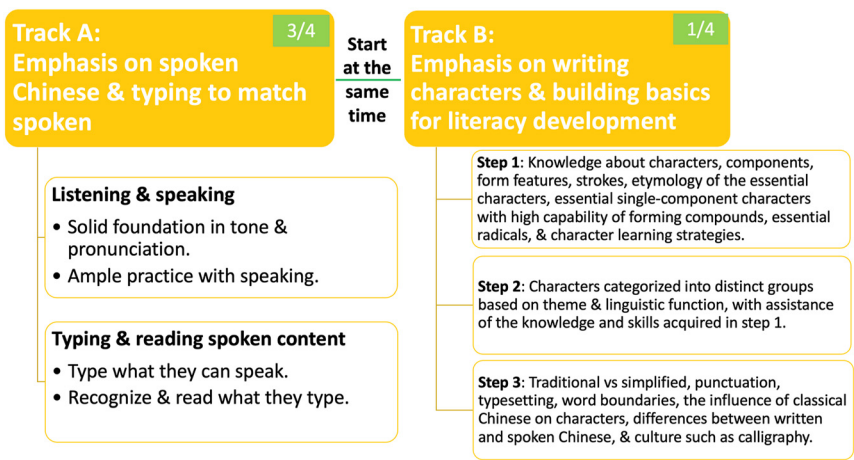 Track A:
3/4
Emphasis on spoken
Chinese & typing to match
spoken
Start
at the
same
time
Track B:
1/4
Emphasis on writing
characters & building basics
for literacy development
Listening & speaking
• Solid foundation in tone &
pronunciation.
• Ample practice with speaking.
Typing & reading spoken content
• Type what they can speak.
• Recognize & read what they type.
Step 1: Knowledge about characters, components,
form features, strokes, etymology of the essential
characters, essential single-component characters
with high capability of forming compounds, essential
radicals, & character learning strategies.
Step 2: Characters categorized into distinct groups
based on theme & linguistic function, with assistance
of the knowledge and skills acquired in step 1.
Step 3: Traditional vs simplified, punctuation,
typesetting, word boundaries, the influence of classical
Chinese on characters, differences between written
and spoken Chinese, & culture such as calligraphy.